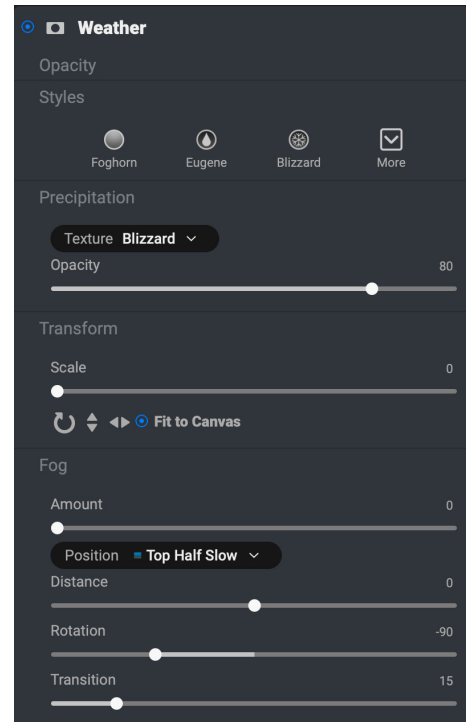 Weather
Opacity
Styles
Foghorn Eugene Blizzard More
Precipitation
Texture Blizzard
Opacity 80
Transform
Scale 0
Fit to Canvas
Fog
Amount 0
Position Top Half Slow
Distance 0
Rotation -90
Transition 15